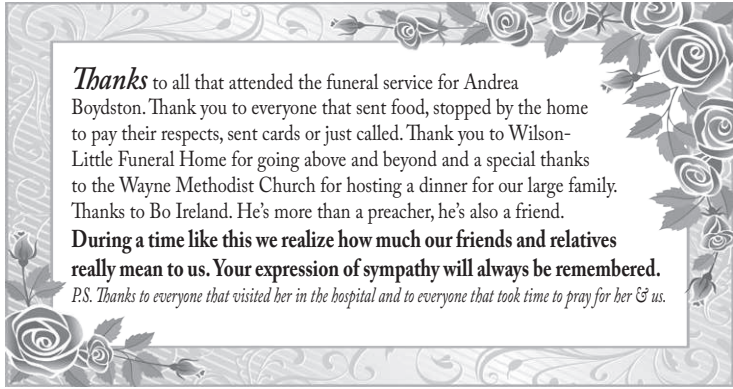 Thanks to all that attended the funeral service for Andrea
Boydston. Thank you to everyone that sent food, stopped by the home
to pay their respects, sent cards or just called. Thank you to Wilson-
Little Funeral Home for going above and beyond and a special thanks
to the Wayne Methodist Church for hosting a dinner for our large family.
Thanks to Bo Ireland. He's more than a preacher, he's also a friend.
During a time like this we realize how much our friends and relatives
really mean to us. Your expression of sympathy will always be remembered.
P.S. Thanks to everyone that visited her in the hospital and to everyone that took time to pray for her & us.